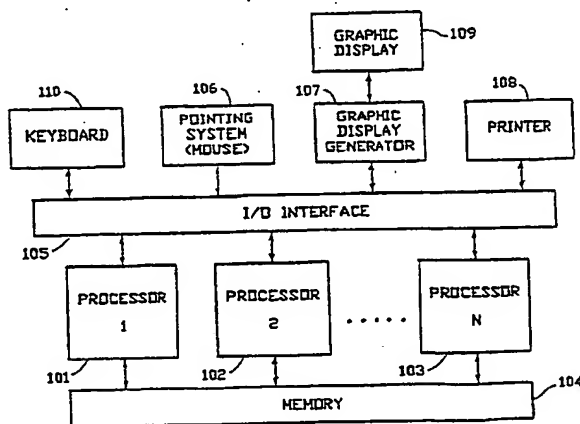 GRAPHIC
DISPLAY
109
110
KEYBOARD
106
POINTING
SYSTEM
(MOUSE)
107
GRAPHIC
DISPLAY
GENERATOR
108
PRINTER
I/O INTERFACE
105
PROCESSOR
1
PROCESSOR
2
PROCESSOR
N
101
102
103
MEMORY
104